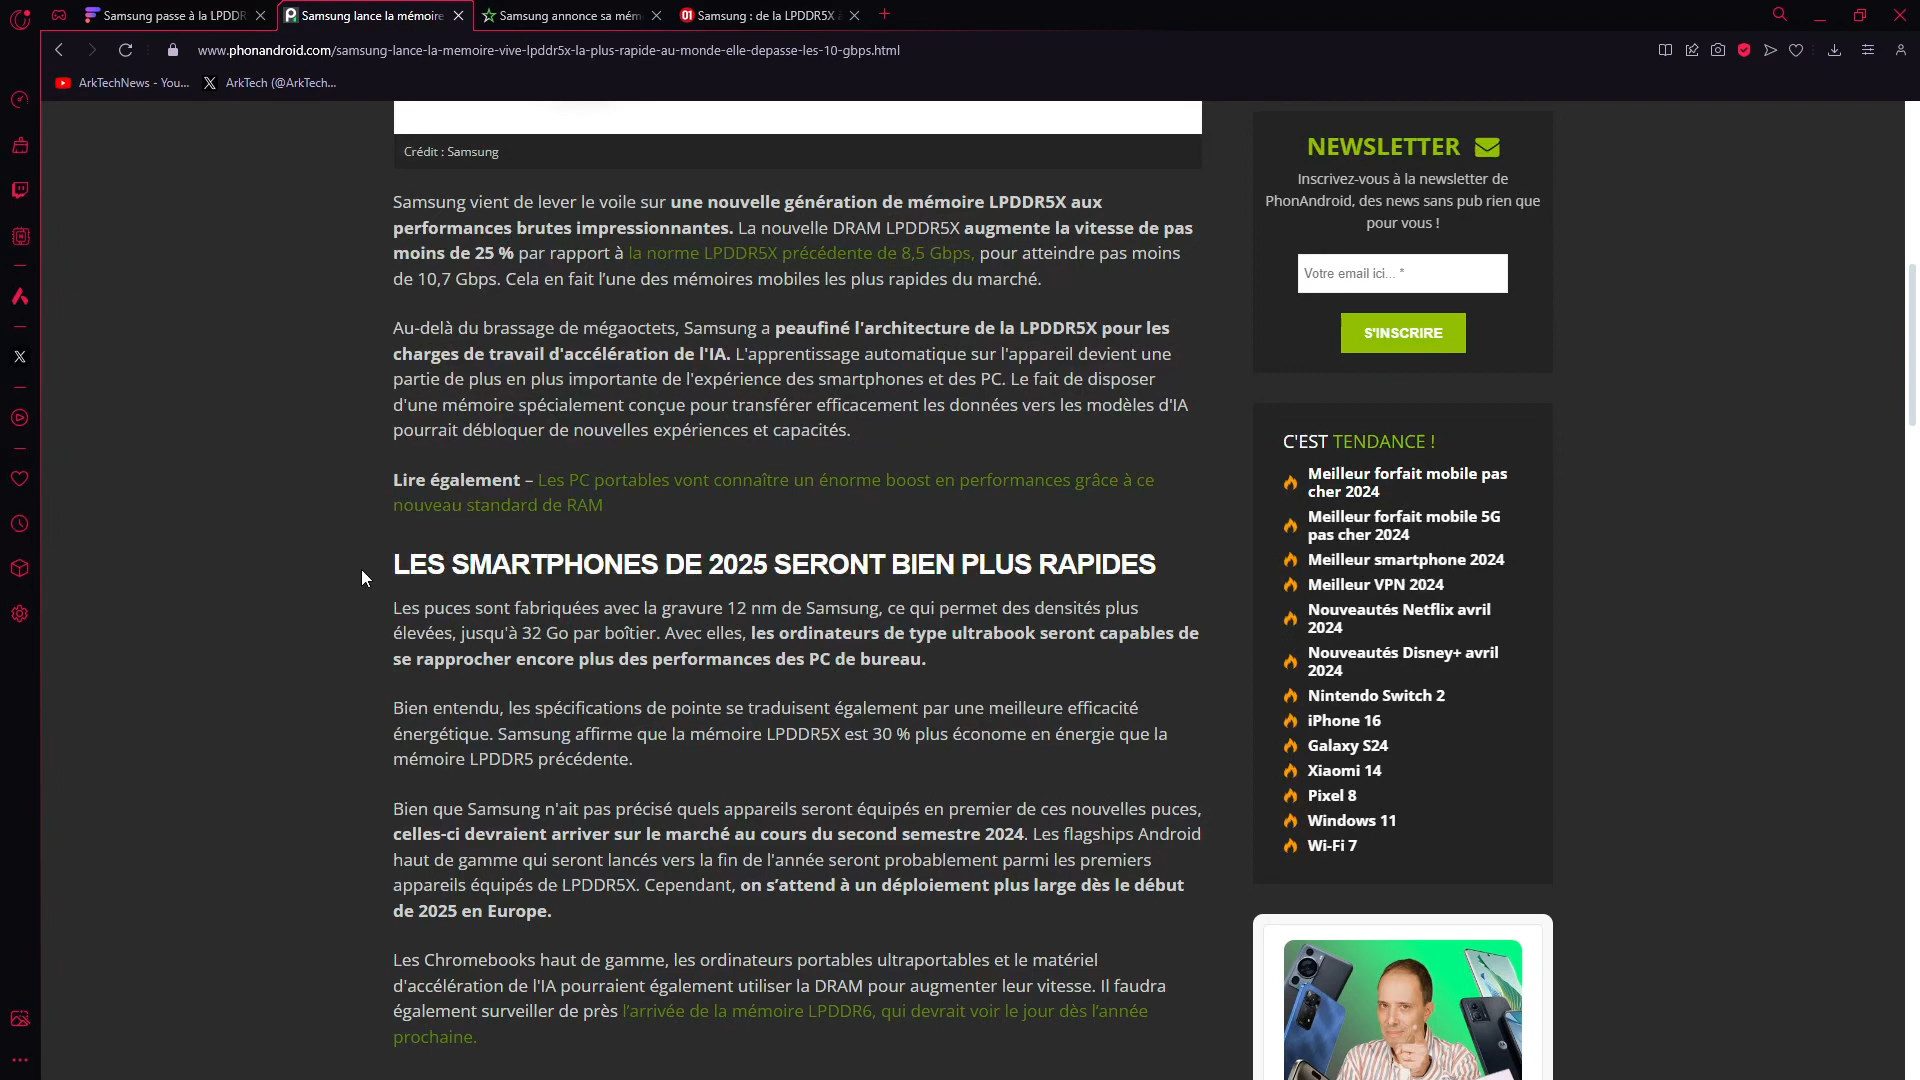 Samsung passe à la LPDDR
Samsung lance la mémoire
Samsung annonce sa mém
Samsung : de la LPDDR5X
www.phonandroid.com/samsung-lance-la-memoire-vive-lpddr5x-la-plus-rapide-au-monde-elle-depasse-les-10-gbps.html
ArkTechNews - You...
ArkTech (@ArkTech...
Crédit : Samsung
Samsung vient de lever le voile sur une nouvelle génération de mémoire LPDDR5X aux
performances brutes impressionnantes. La nouvelle DRAM LPDDR5X augmente la vitesse de pas
moins de 25 % par rapport à la norme LPDDR5X précédente de 8,5 Gbps, pour atteindre pas moins
de 10,7 Gbps. Cela en fait l’une des mémoires mobiles les plus rapides du marché.
Au-delà du brassage de mégaoctets, Samsung a peaufiné l'architecture de la LPDDR5X pour les
charges de travail d'accélération de l'IA. L'apprentissage automatique sur l'appareil devient une
partie de plus en plus importante de l'expérience des smartphones et des PC. Le fait de disposer
d'une mémoire spécialement conçue pour transférer efficacement les données vers les modèles d'IA
pourrait débloquer de nouvelles expériences et capacités.
Lire également – Les PC portables vont connaître un énorme boost en performances grâce à ce
nouveau standard de RAM
LES SMARTPHONES DE 2025 SERONT BIEN PLUS RAPIDES
Les puces sont fabriquées avec la gravure 12 nm de Samsung, ce qui permet des densités plus
élevées, jusqu'à 32 Go par boîtier. Avec elles, les ordinateurs de type ultrabook seront capables de
se rapprocher encore plus des performances des PC de bureau.
Bien entendu, les spécifications de pointe se traduisent également par une meilleure efficacité
énergétique. Samsung affirme que la mémoire LPDDR5X est 30 % plus économe en énergie que la
mémoire LPDDR5 précédente.
Bien que Samsung n'ait pas précisé quels appareils seront équipés en premier de ces nouvelles puces,
celles-ci devraient arriver sur le marché au cours du second semestre 2024. Les flagships Android
haut de gamme qui seront lancés vers la fin de l'année seront probablement parmi les premiers
appareils équipés de LPDDR5X. Cependant, on s’attend à un déploiement plus large dès le début
de 2025 en Europe.
Les Chromebooks haut de gamme, les ordinateurs portables ultraportables et le matériel
d'accélération de l'IA pourraient également utiliser la DRAM pour augmenter leur vitesse. Il faudra
également surveiller de près l’arrivée de la mémoire LPDDR6, qui devrait voir le jour dès l’année
prochaine.
NEWSLETTER
Inscrivez-vous à la newsletter de
PhonAndroid, des news sans pub rien que
pour vous !
Votre email ici... *
S'INSCRIRE
C'EST TENDANCE !
Meilleur forfait mobile pas
cher 2024
Meilleur forfait mobile 5G
pas cher 2024
Meilleur smartphone 2024
Meilleur VPN 2024
Nouveautés Netflix avril
2024
Nouveautés Disney+ avril
2024
Nintendo Switch 2
iPhone 16
Galaxy S24
Xiaomi 14
Pixel 8
Windows 11
Wi-Fi 7